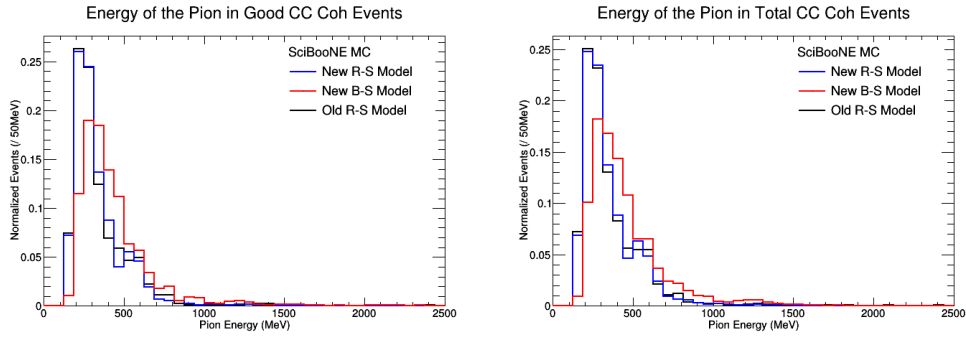 Energy of the Pion in Good CC Coh Events
Normalized Events (/ 50MeV)
0.25
0.2
0.15
0.1
0.05
0
SciBooNE MC
New R-S Model
New B-S Model
Old R-S Model
0 500 1000 1500 2000 2500
Pion Energy (MeV)
Energy of the Pion in Total CC Coh Events
Normalized Events (/ 50MeV)
0.25
0.2
0.15
0.1
0.05
0
SciBooNE MC
New R-S Model
New B-S Model
Old R-S Model
0 500 1000 1500 2000 2500
Pion Energy (MeV)